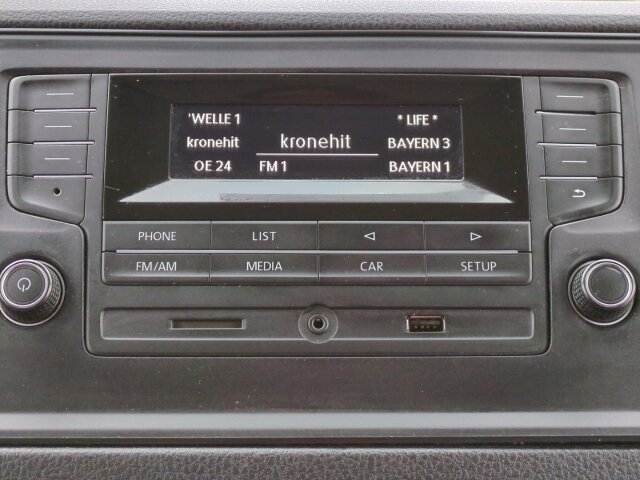 'WELLE 1 * LIFE *
kronehit kronehit BAYERN 3
OE 24 FM 1 BAYERN 1
PHONE LIST
FM/AM MEDIA CAR SETUP